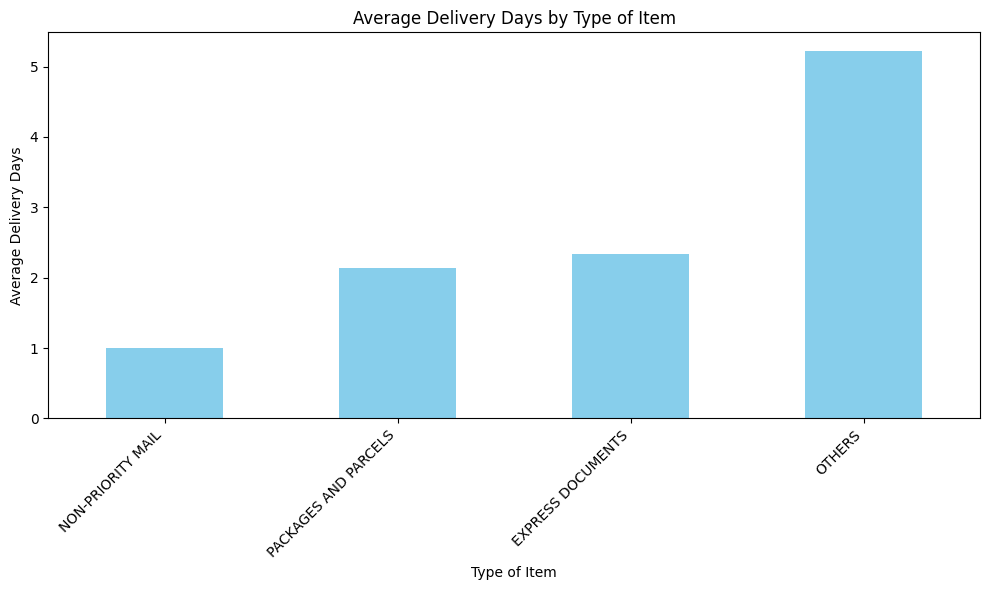 Average Delivery Days by Type of Item
Average Delivery Days
5
4
3
2
1
0
NON-PRIORITY MAIL
PACKAGES AND PARCELS
EXPRESS DOCUMENTS
OTHERS
Type of Item